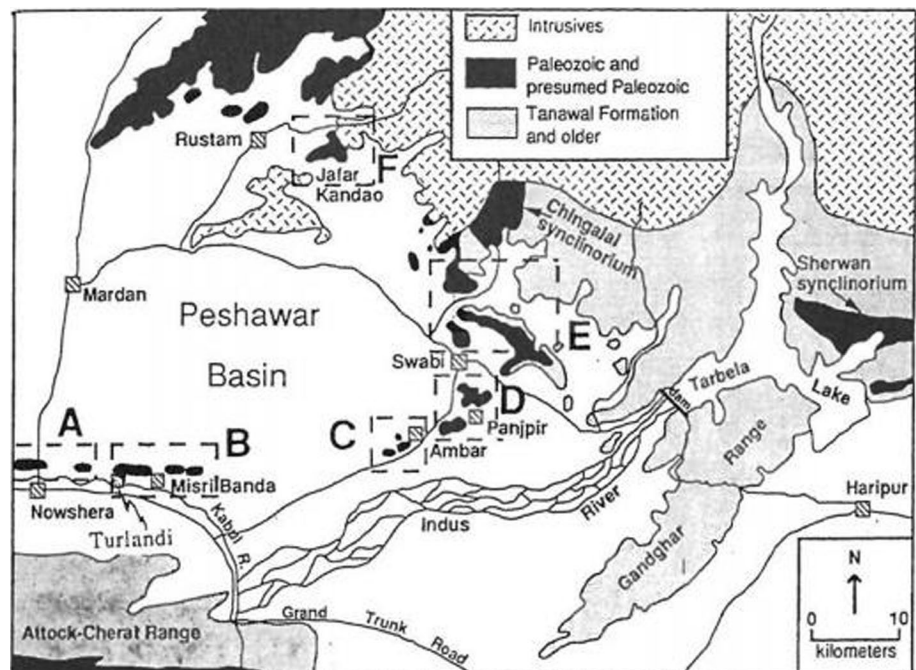 Intrusives
Paleozoic and
presumed Paleozoic
Tanawal Formation
and older
Rustam
Jafar
Kandao
F
Chingalai
synclinorium
Sherwan
synclinorium
Mardan
Peshawar
Basin
E
Swabi
Tarbela
Lake
dam
D
Panjpir
C
Ambar
A
B
Misri Banda
Nowshera
Turlandi
Kabul R.
Indus
River
Range
Gandghar
Haripur
Grand
Trunk
Road
Attock-Cherat Range
N
0
10
kilometers